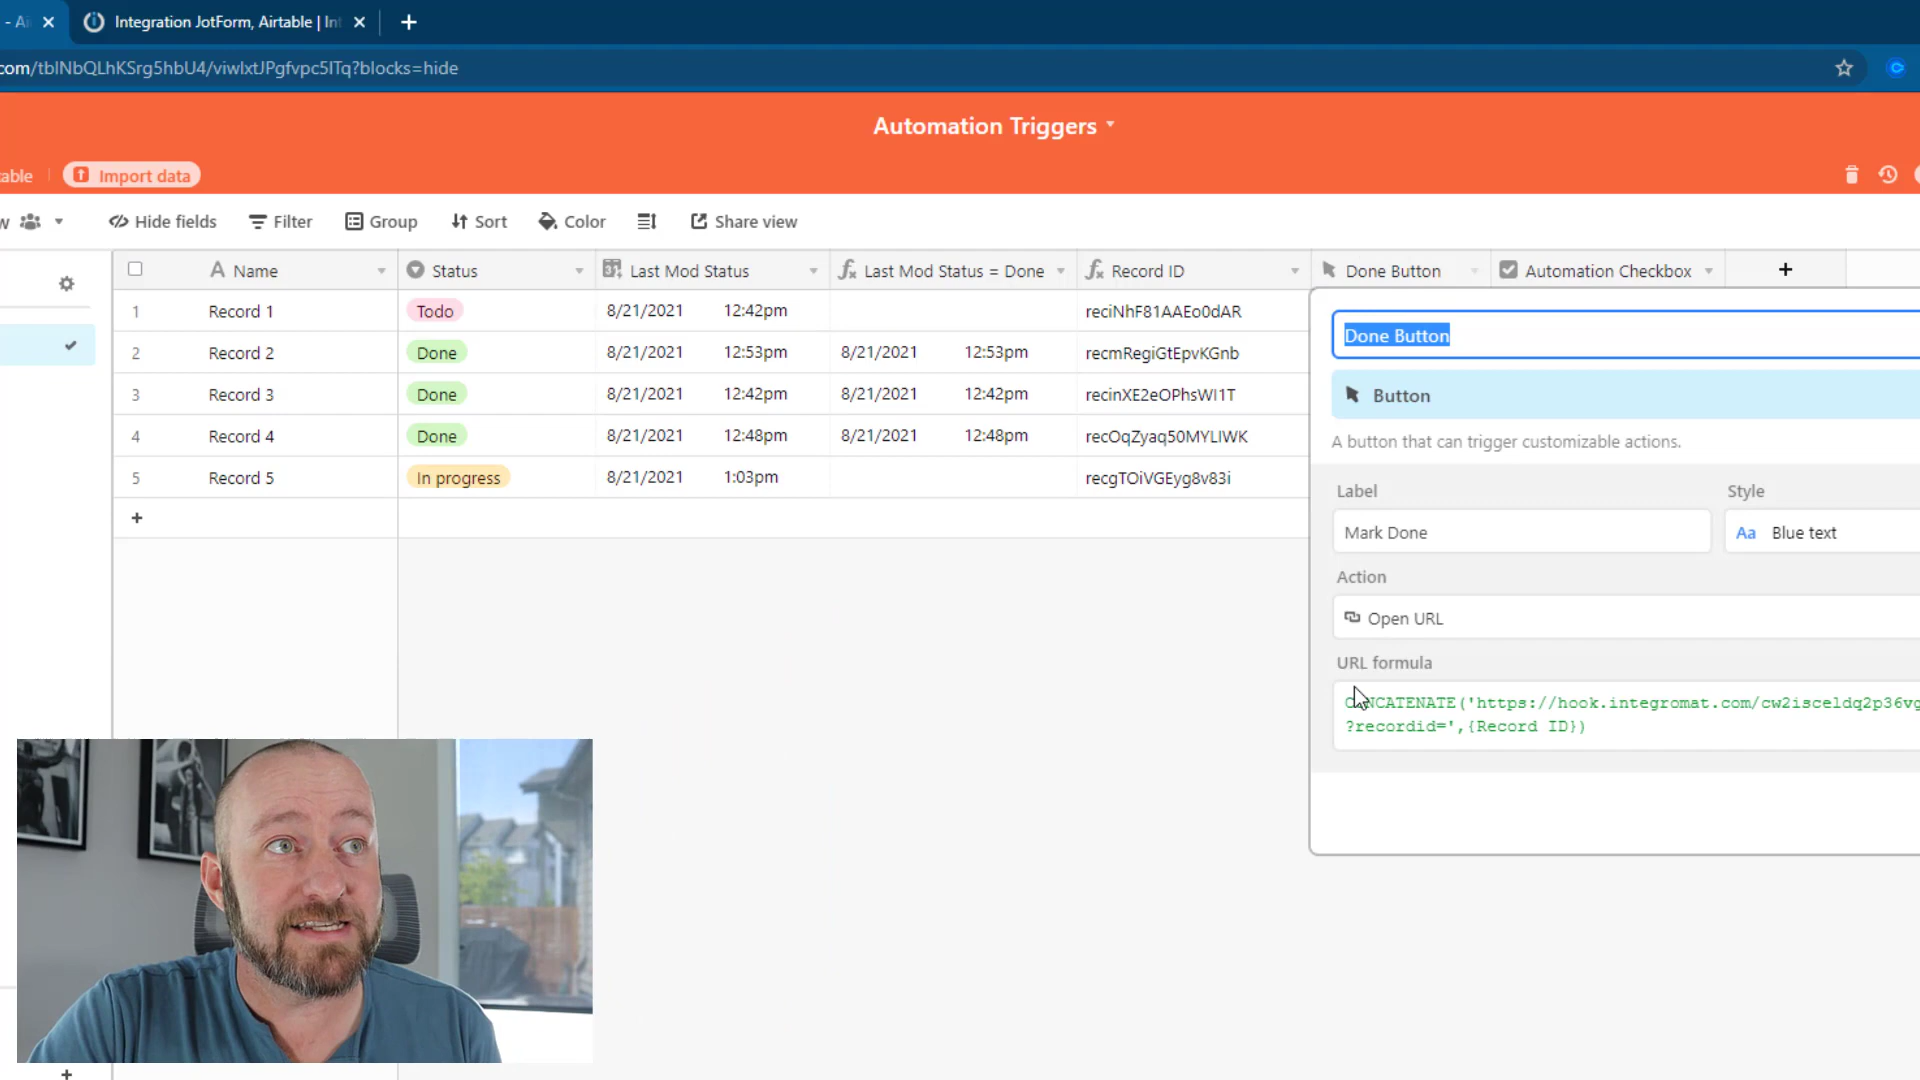 - Ai
Integration JotForm, Airtable | Int
com/tblNbQLhKSrg5hbU4/viwlxtJPgfvpc5lTq?blocks=hide
Automation Triggers
able
Import data
w
Hide fields
Filter
Group
Sort
Color
Share view
Name
Status
Last Mod Status
Last Mod Status = Done
Record ID
Done Button
Automation Checkbox
1 Record 1 Todo 8/21/2021 12:42pm reciNhF81AAEo0dAR
2 Record 2 Done 8/21/2021 12:53pm 8/21/2021 12:53pm recmRegiGtEpvKGnb
3 Record 3 Done 8/21/2021 12:42pm 8/21/2021 12:42pm recinXE2eOPhsWI1T
4 Record 4 Done 8/21/2021 12:48pm 8/21/2021 12:48pm recOqZyaq50MYLIWK
5 Record 5 In progress 8/21/2021 1:03pm recgTOiVGEyg8v83i
Done Button
Button
A button that can trigger customizable actions.
Label
Style
Mark Done
Aa Blue text
Action
Open URL
URL formula
CONCATENATE('https://hook.integromat.com/cw2isceldq2p36vg
?recordid=',{Record ID})